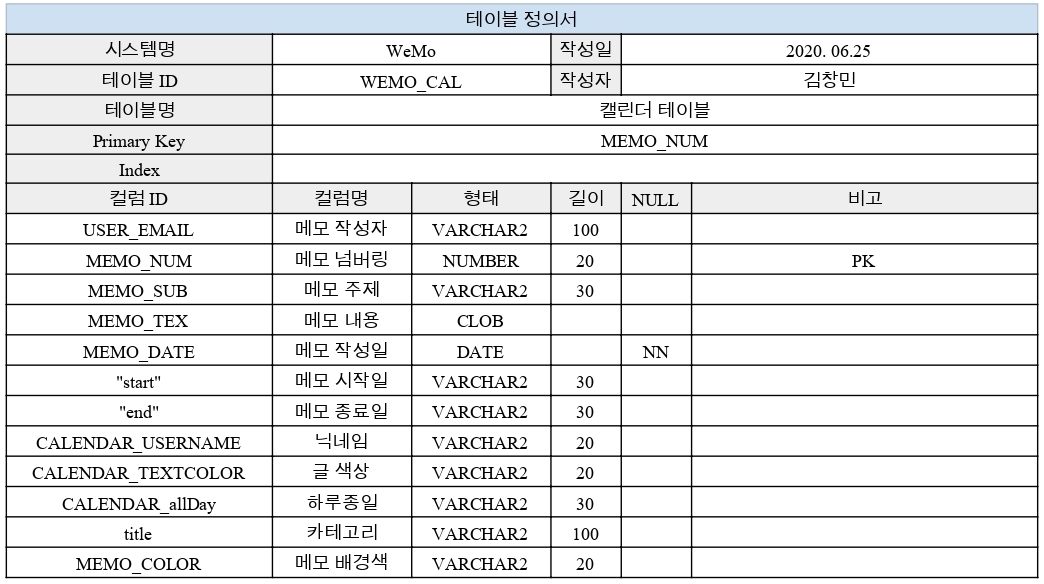 테이블 정의서
시스템명 WeMo 작성일 2020. 06.25
테이블 ID WEMO_CAL 작성자 김창민
테이블명 캘린더 테이블
Primary Key MEMO_NUM
Index
컬럼 ID 컬럼명 형태 길이 NULL 비고
USER_EMAIL 메모 작성자 VARCHAR2 100
MEMO_NUM 메모 넘버링 NUMBER 20 PK
MEMO_SUB 메모 주제 VARCHAR2 30
MEMO_TEX 메모 내용 CLOB
MEMO_DATE 메모 작성일 DATE NN
"start" 메모 시작일 VARCHAR2 30
"end" 메모 종료일 VARCHAR2 30
CALENDAR_USERNAME 닉네임 VARCHAR2 20
CALENDAR_TEXTCOLOR 글 색상 VARCHAR2 20
CALENDAR_allDay 하루종일 VARCHAR2 30
title 카테고리 VARCHAR2 100
MEMO_COLOR 메모 배경색 VARCHAR2 20